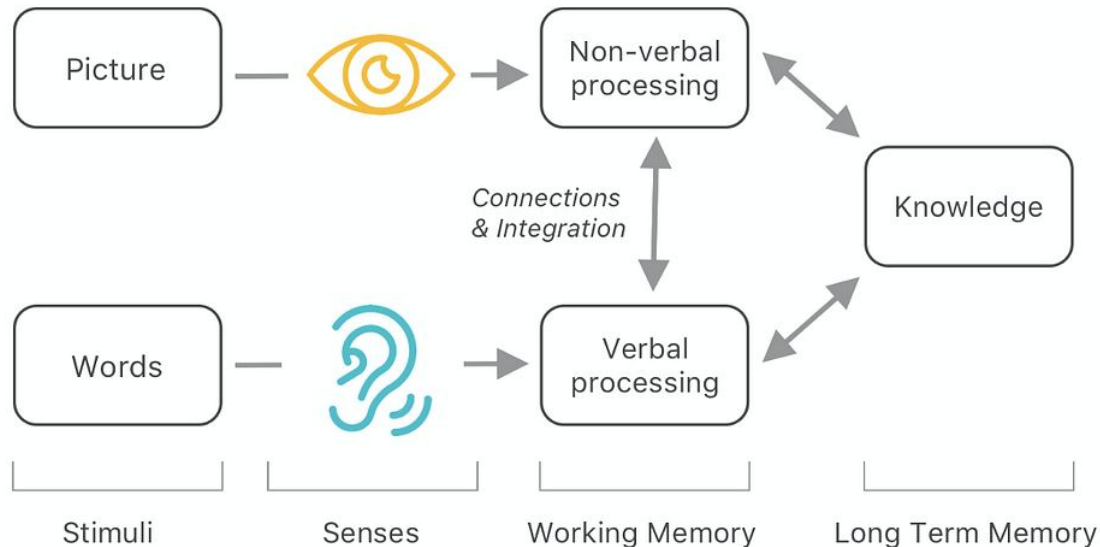 Picture
Non-verbal
processing
Connections
& Integration
Knowledge
Words
Verbal
processing
Stimuli
Senses
Working Memory
Long Term Memory